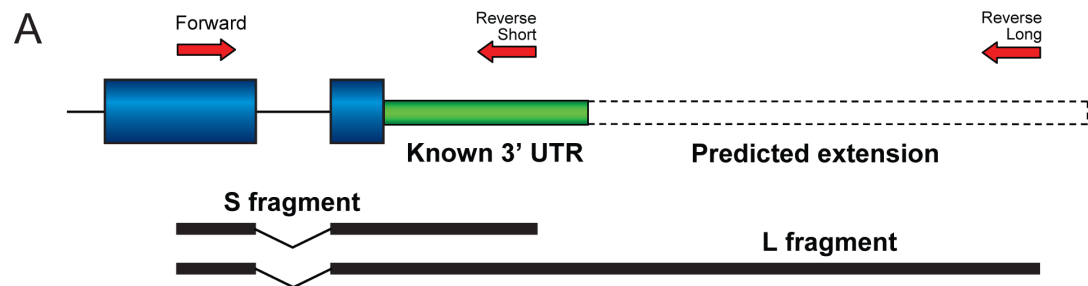 A
Forward
Reverse
Short
Reverse
Long
Known 3’ UTR
Predicted extension
S fragment
L fragment